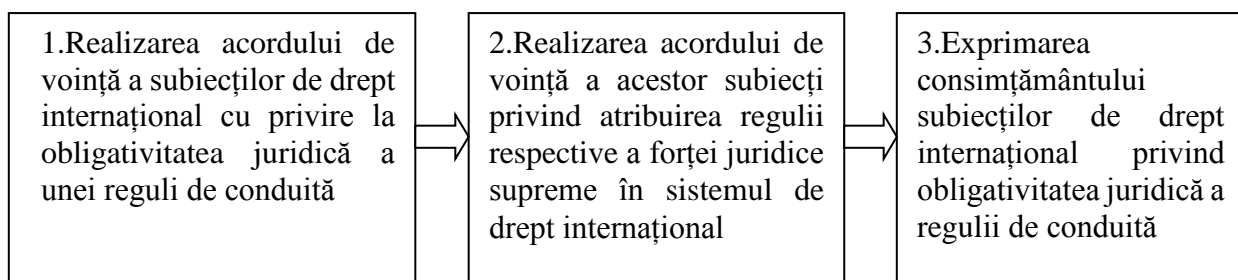 1.Realizarea acordului de
voință a subiecților de drept
internațional cu privire la
obligativitatea juridică a
unei reguli de conduită
2.Realizarea acordului de
voință a acestor subiecți
privind atribuirea regulii
respective a forței juridice
supreme în sistemul de
drept internațional
3.Exprimarea
consimțământului
subiecților de drept
internațional privind
obligativitatea juridică a
regulii de conduită